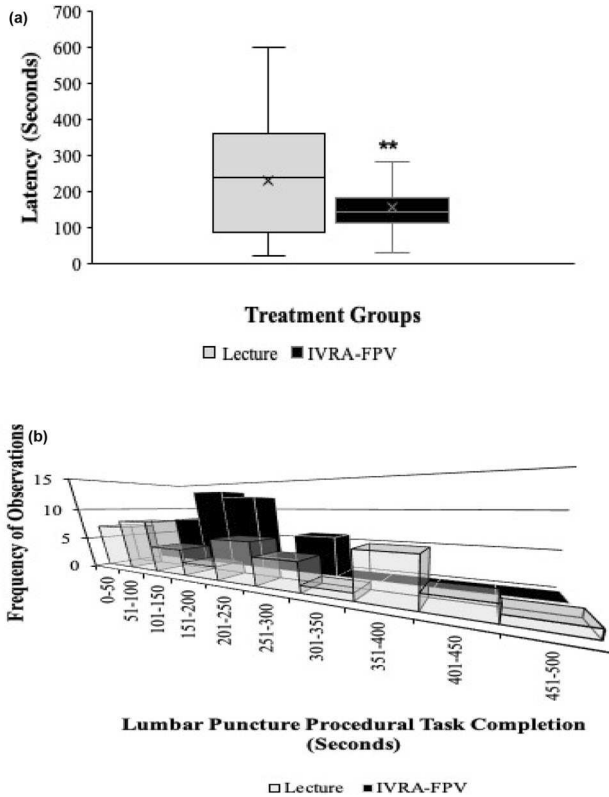 (a)
700
600
500
400
300
200
100
0
Latency (Seconds)
**
Treatment Groups
Lecture IVRA-FPV
(b)
15
10
5
0
Frequency of Observations
0-50
51-100
101-150
151-200
201-250
251-300
301-350
351-400
401-450
451-500
Lumbar Puncture Procedural Task Completion
(Seconds)
Lecture IVRA-FPV